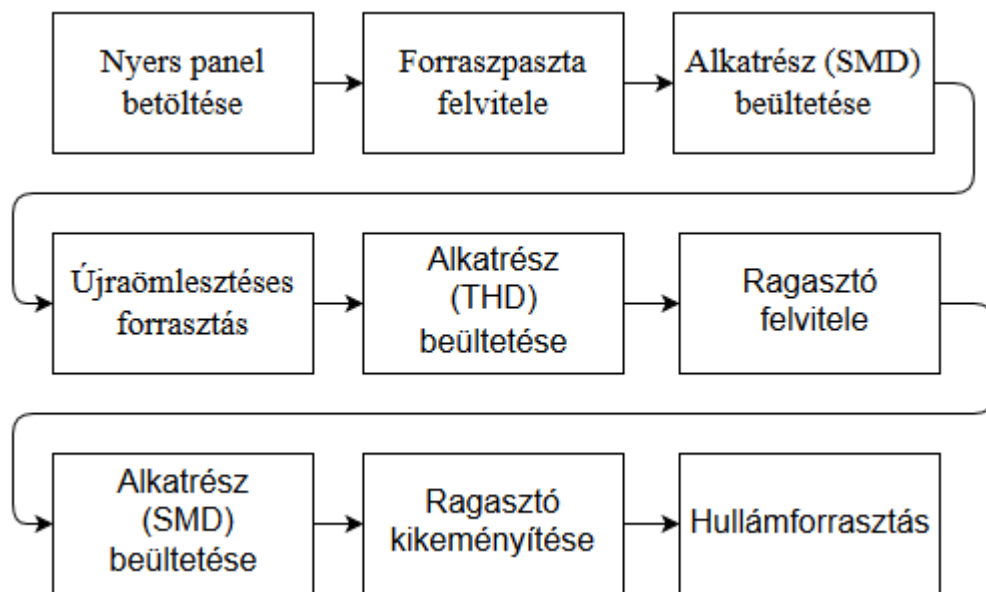 Nyers panel
betöltése
Forraszpaszta
felvitele
Alkatrész (SMD)
beültetése
Újraömlesztéses
forrasztás
Alkatrész
(THD)
beültetése
Ragasztó
felvitele
Alkatrész
(SMD)
beültetése
Ragasztó
kikeményítése
Hullámforrasztás